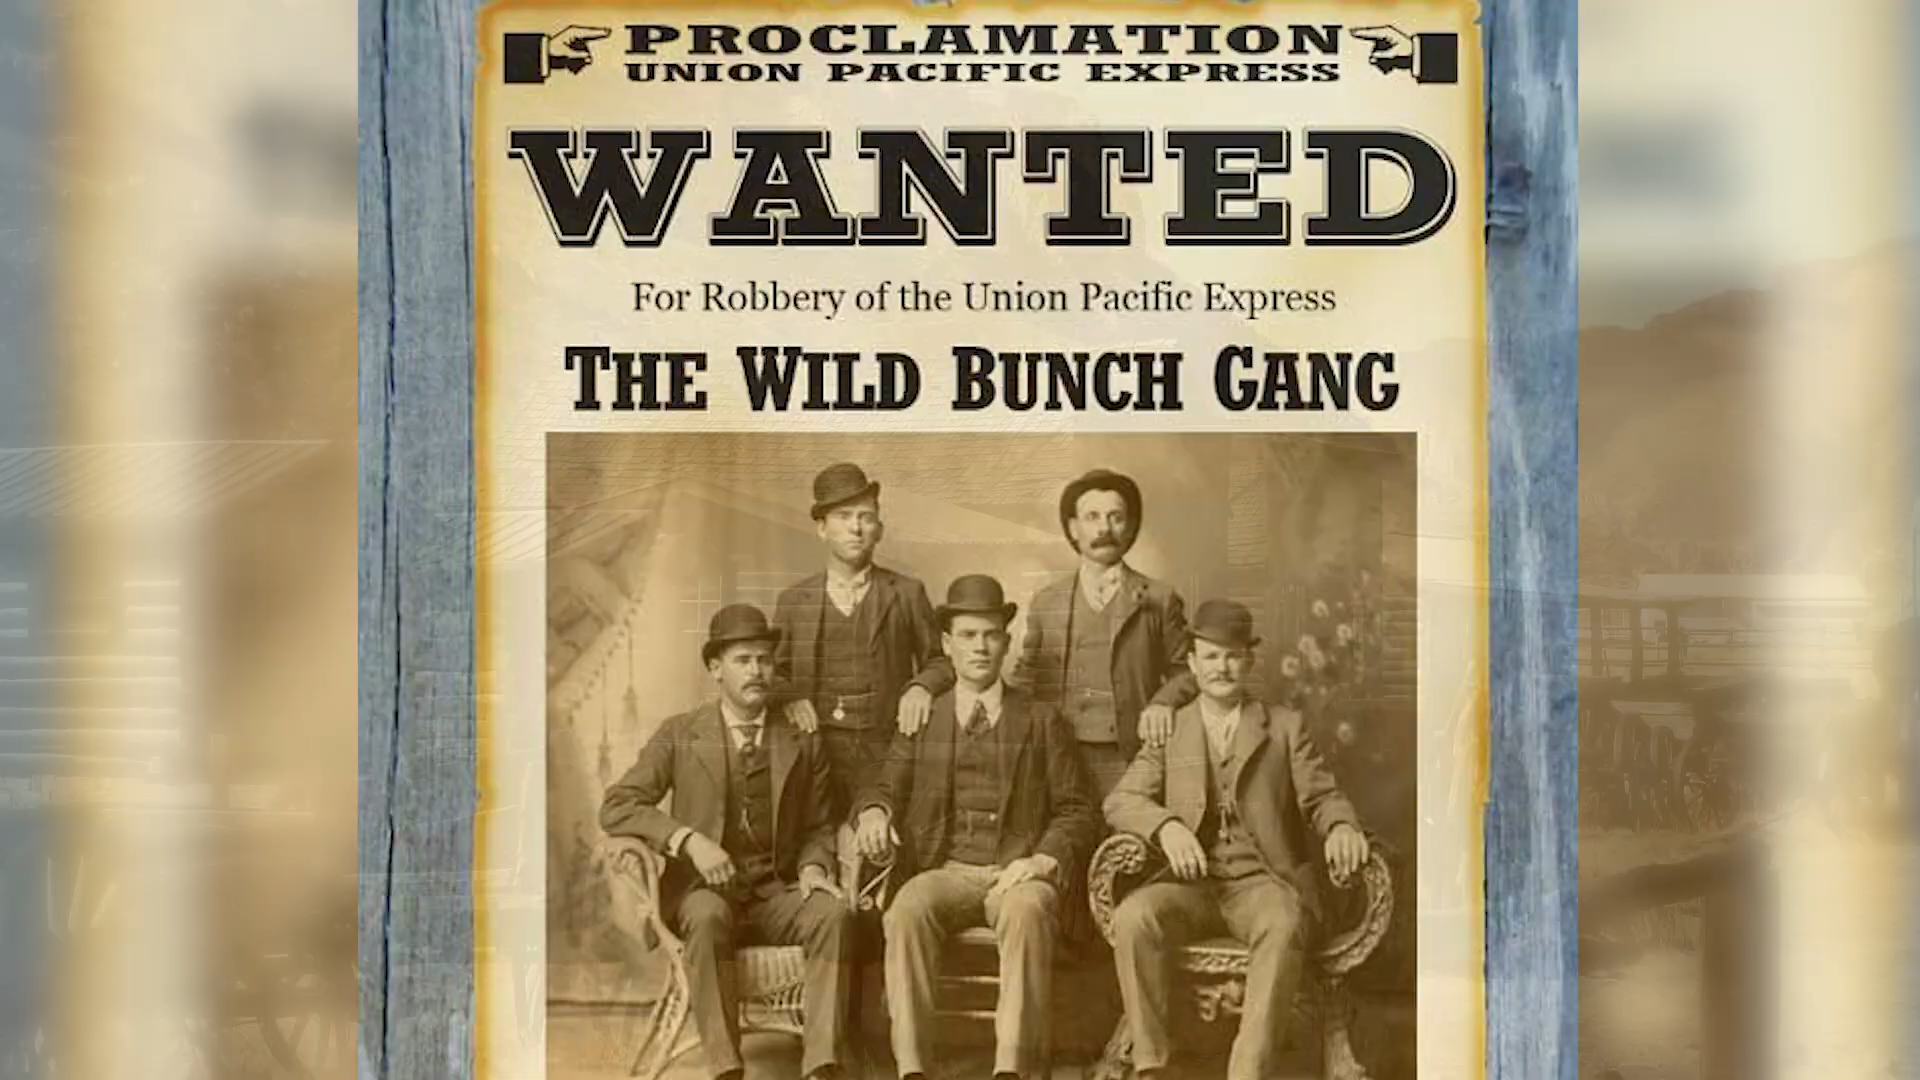 PROCLAMATION
UNION PACIFIC EXPRESS
WANTED
For Robbery of the Union Pacific Express
THE WILD BUNCH GANG